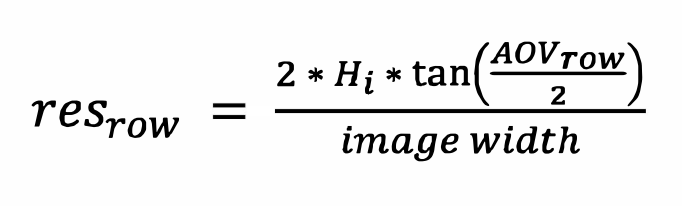 res_row = (2 * H_i * tan(AOV_row / 2)) / (image width)